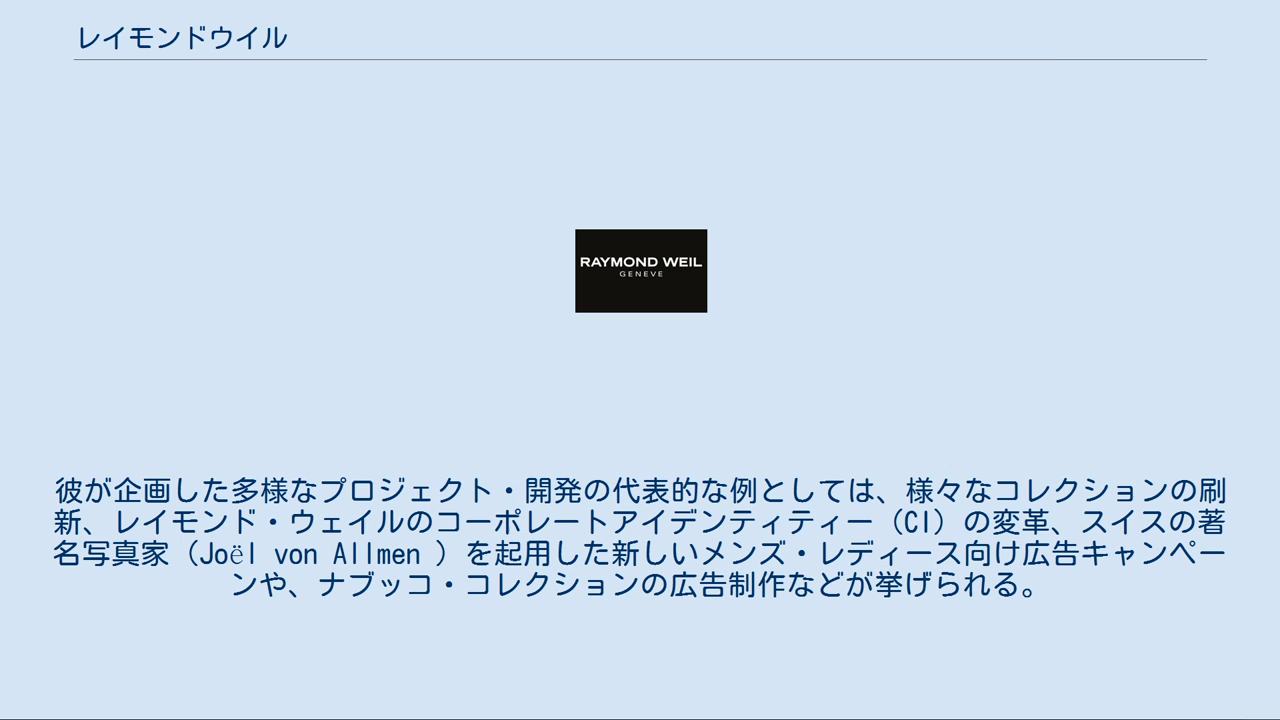 レイモンドウイル
RAYMOND WEIL
GENEVE
彼が企画した多様なプロジェクト・開発の代表的な例としては、様々なコレクションの刷
新、レイモンド・ウェイルのコーポレートアイデンティティー（CI）の変革、スイスの著
名写真家（Joël von Allmen ）を起用した新しいメンズ・レディース向け広告キャンペー
ンや、ナブッコ・コレクションの広告制作などが挙げられる。